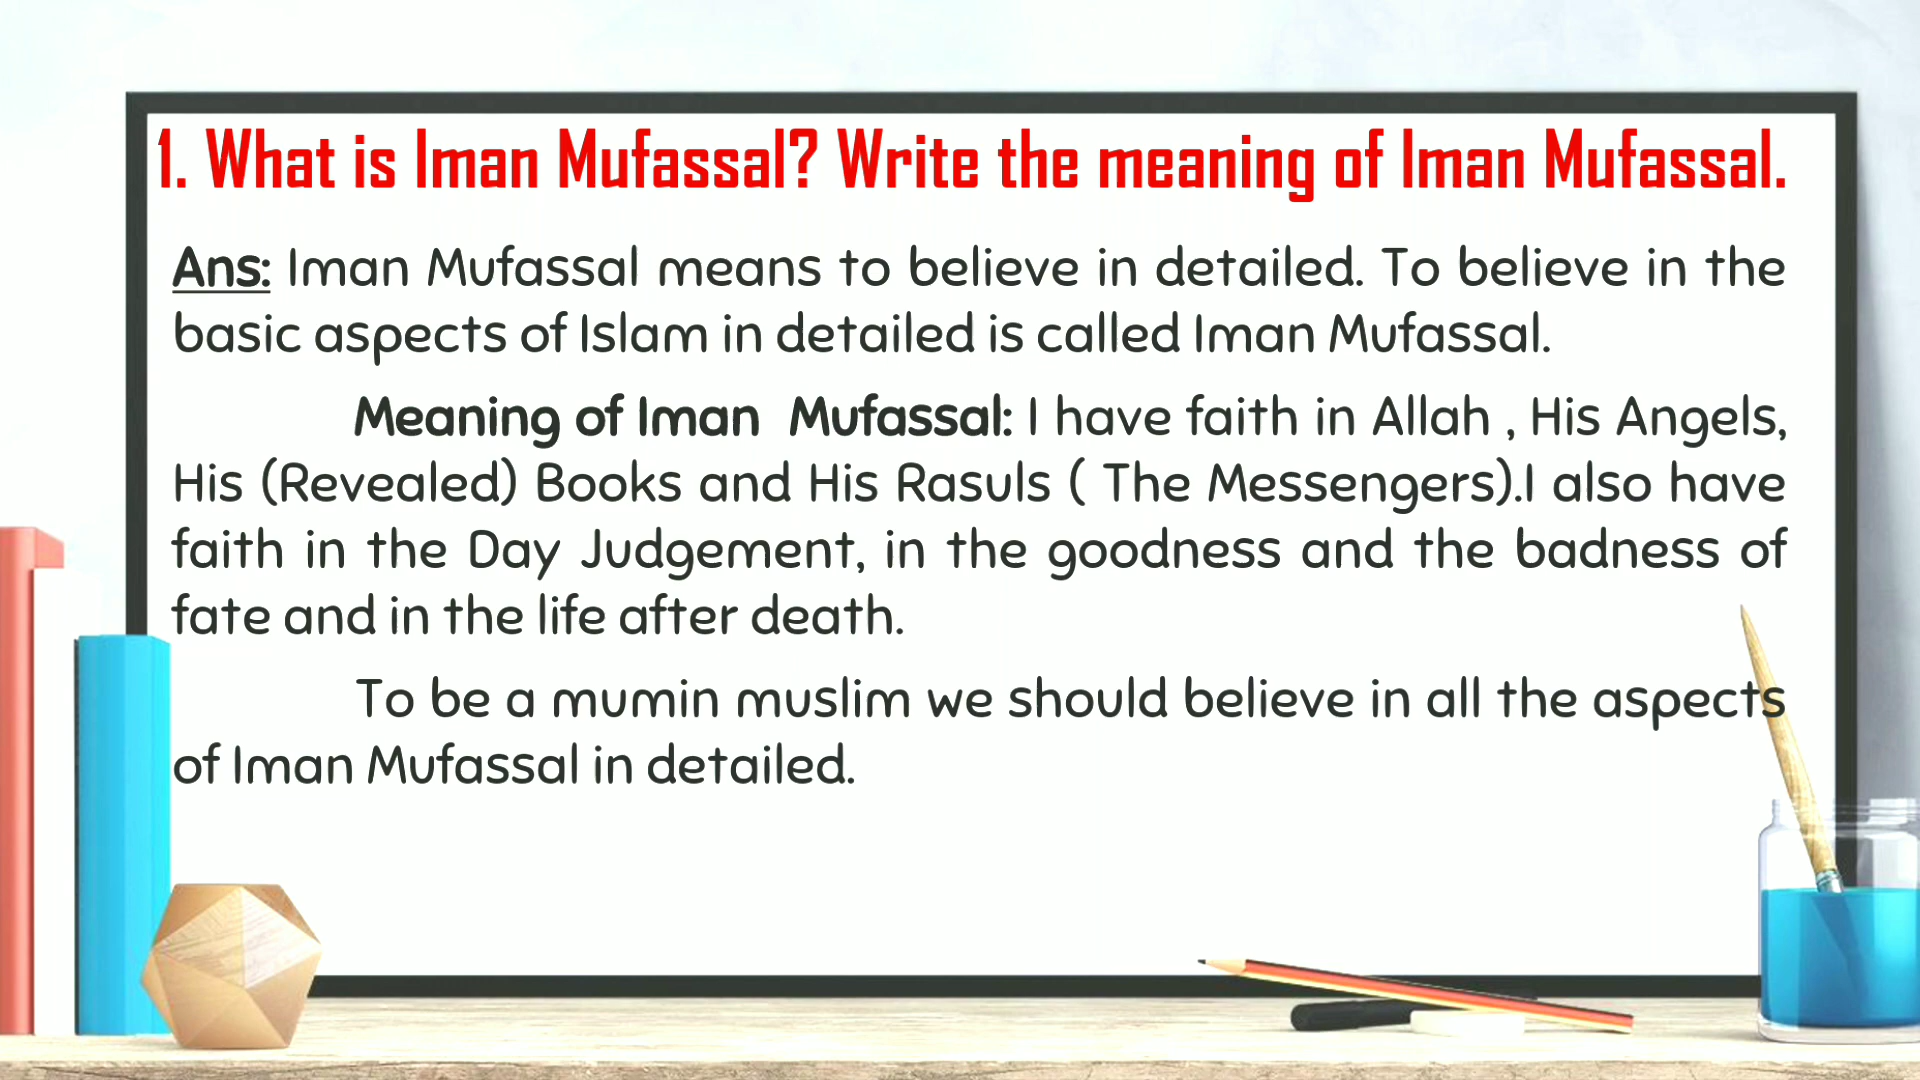 1. What is Iman Mufassal? Write the meaning of Iman Mufassal.
Ans: Iman Mufassal means to believe in detailed. To believe in the
basic aspects of Islam in detailed is called Iman Mufassal.
Meaning of Iman Mufassal: I have faith in Allah , His Angels,
His (Revealed) Books and His Rasuls ( The Messengers).I also have
faith in the Day Judgement, in the goodness and the badness of
fate and in the life after death.
To be a mumin muslim we should believe in all the aspects
of Iman Mufassal in detailed.